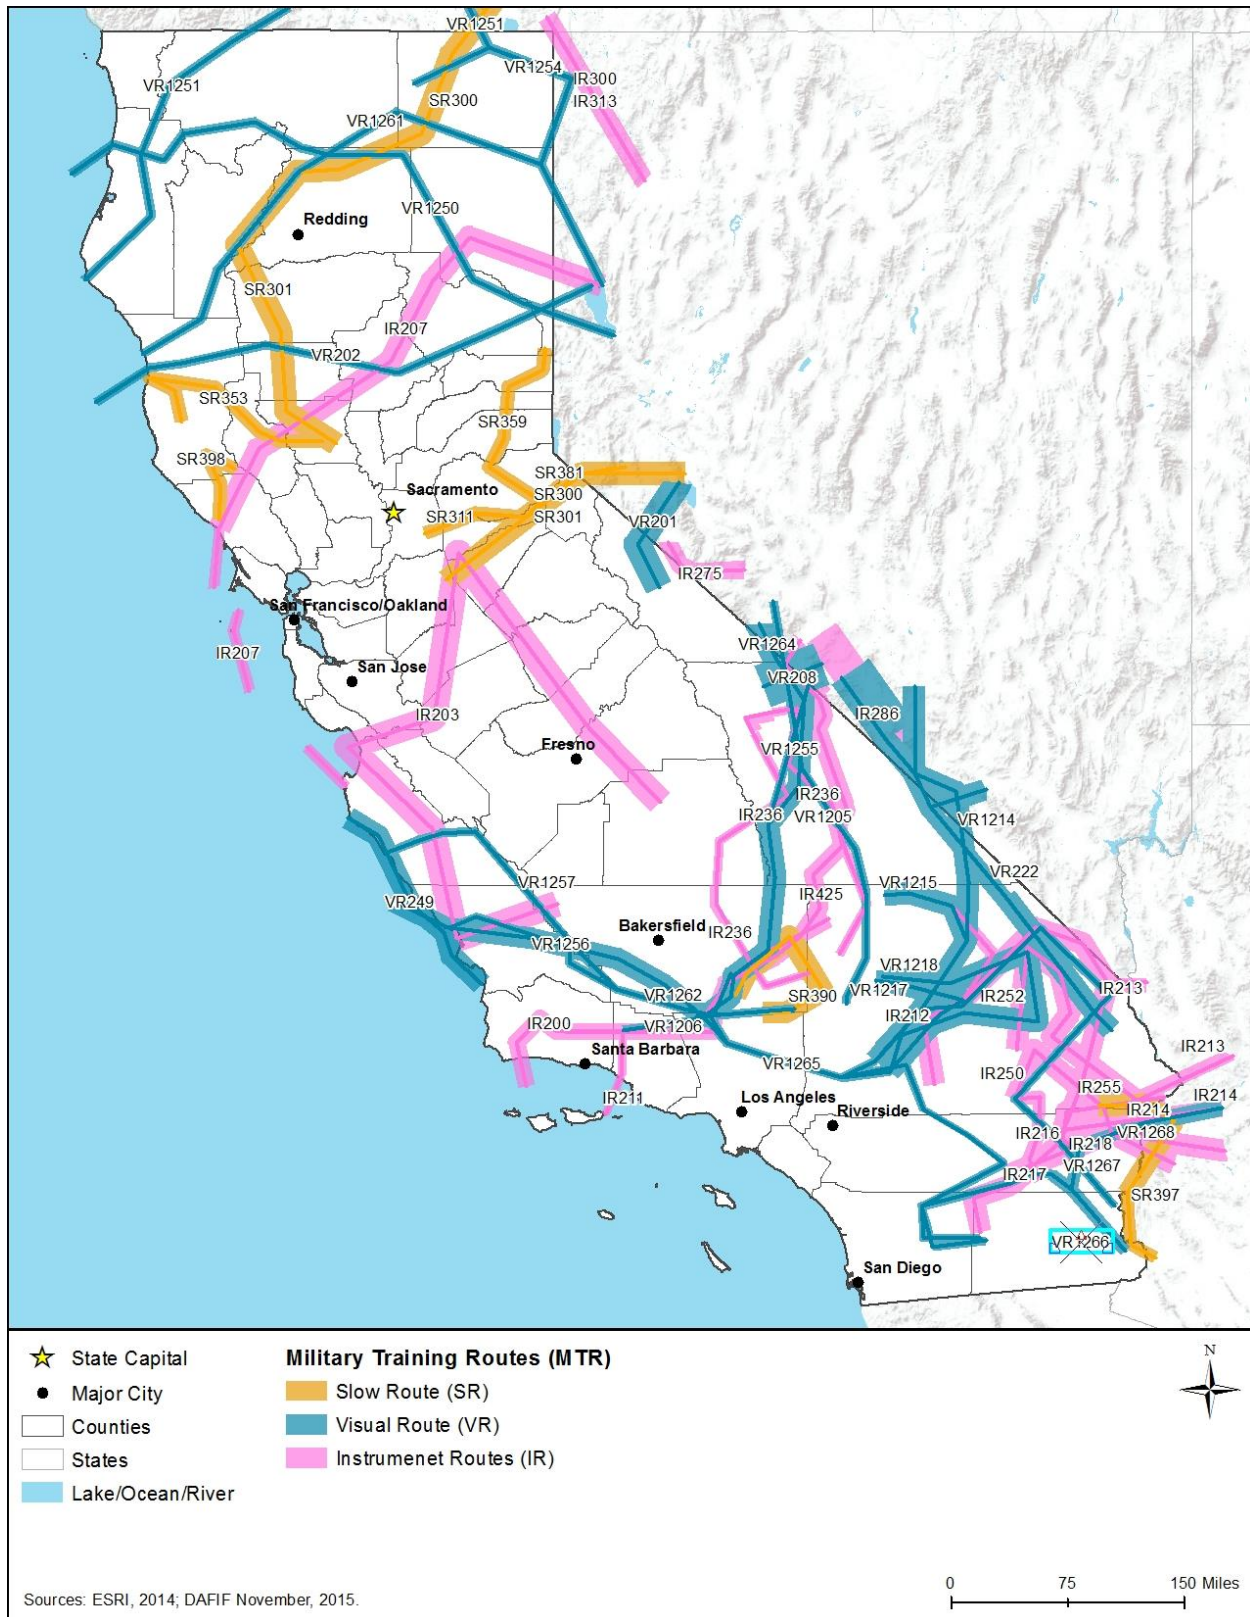 VR1251
VR1254
VR1251
IR300
SR300
IR313
VR1261
VR1250
Redding
SR301
IR207
VR202
SR353
SR359
SR398
SR381
Sacramento
SR300
SR311
SR301
VR201
IR275
San Francisco/Oakland
IR207
VR1264
San Jose
VR208
IR203
IR286
Fresno
VR1255
IR236
IR236
VR1205
VR1214
VR222
VR1257
VR1215
IR425
VR249
Bakersfield
IR236
VR1256
VR1218
VR1262
SR390
VR1217
IR252
IR213
IR212
IR200
VR1206
Santa Barbara
VR1265
IR213
IR250
IR255
IR211
Los Angeles
Riverside
IR214
IR214
IR216
IR218
VR1268
IR217
VR1267
SR397
VR1266
San Diego
State Capital
Military Training Routes (MTR)
N
Major City
Slow Route (SR)
Counties
Visual Route (VR)
States
Instrumenet Routes (IR)
Lake/Ocean/River
0 75 150 Miles
Sources: ESRI, 2014; DAFIF November, 2015.